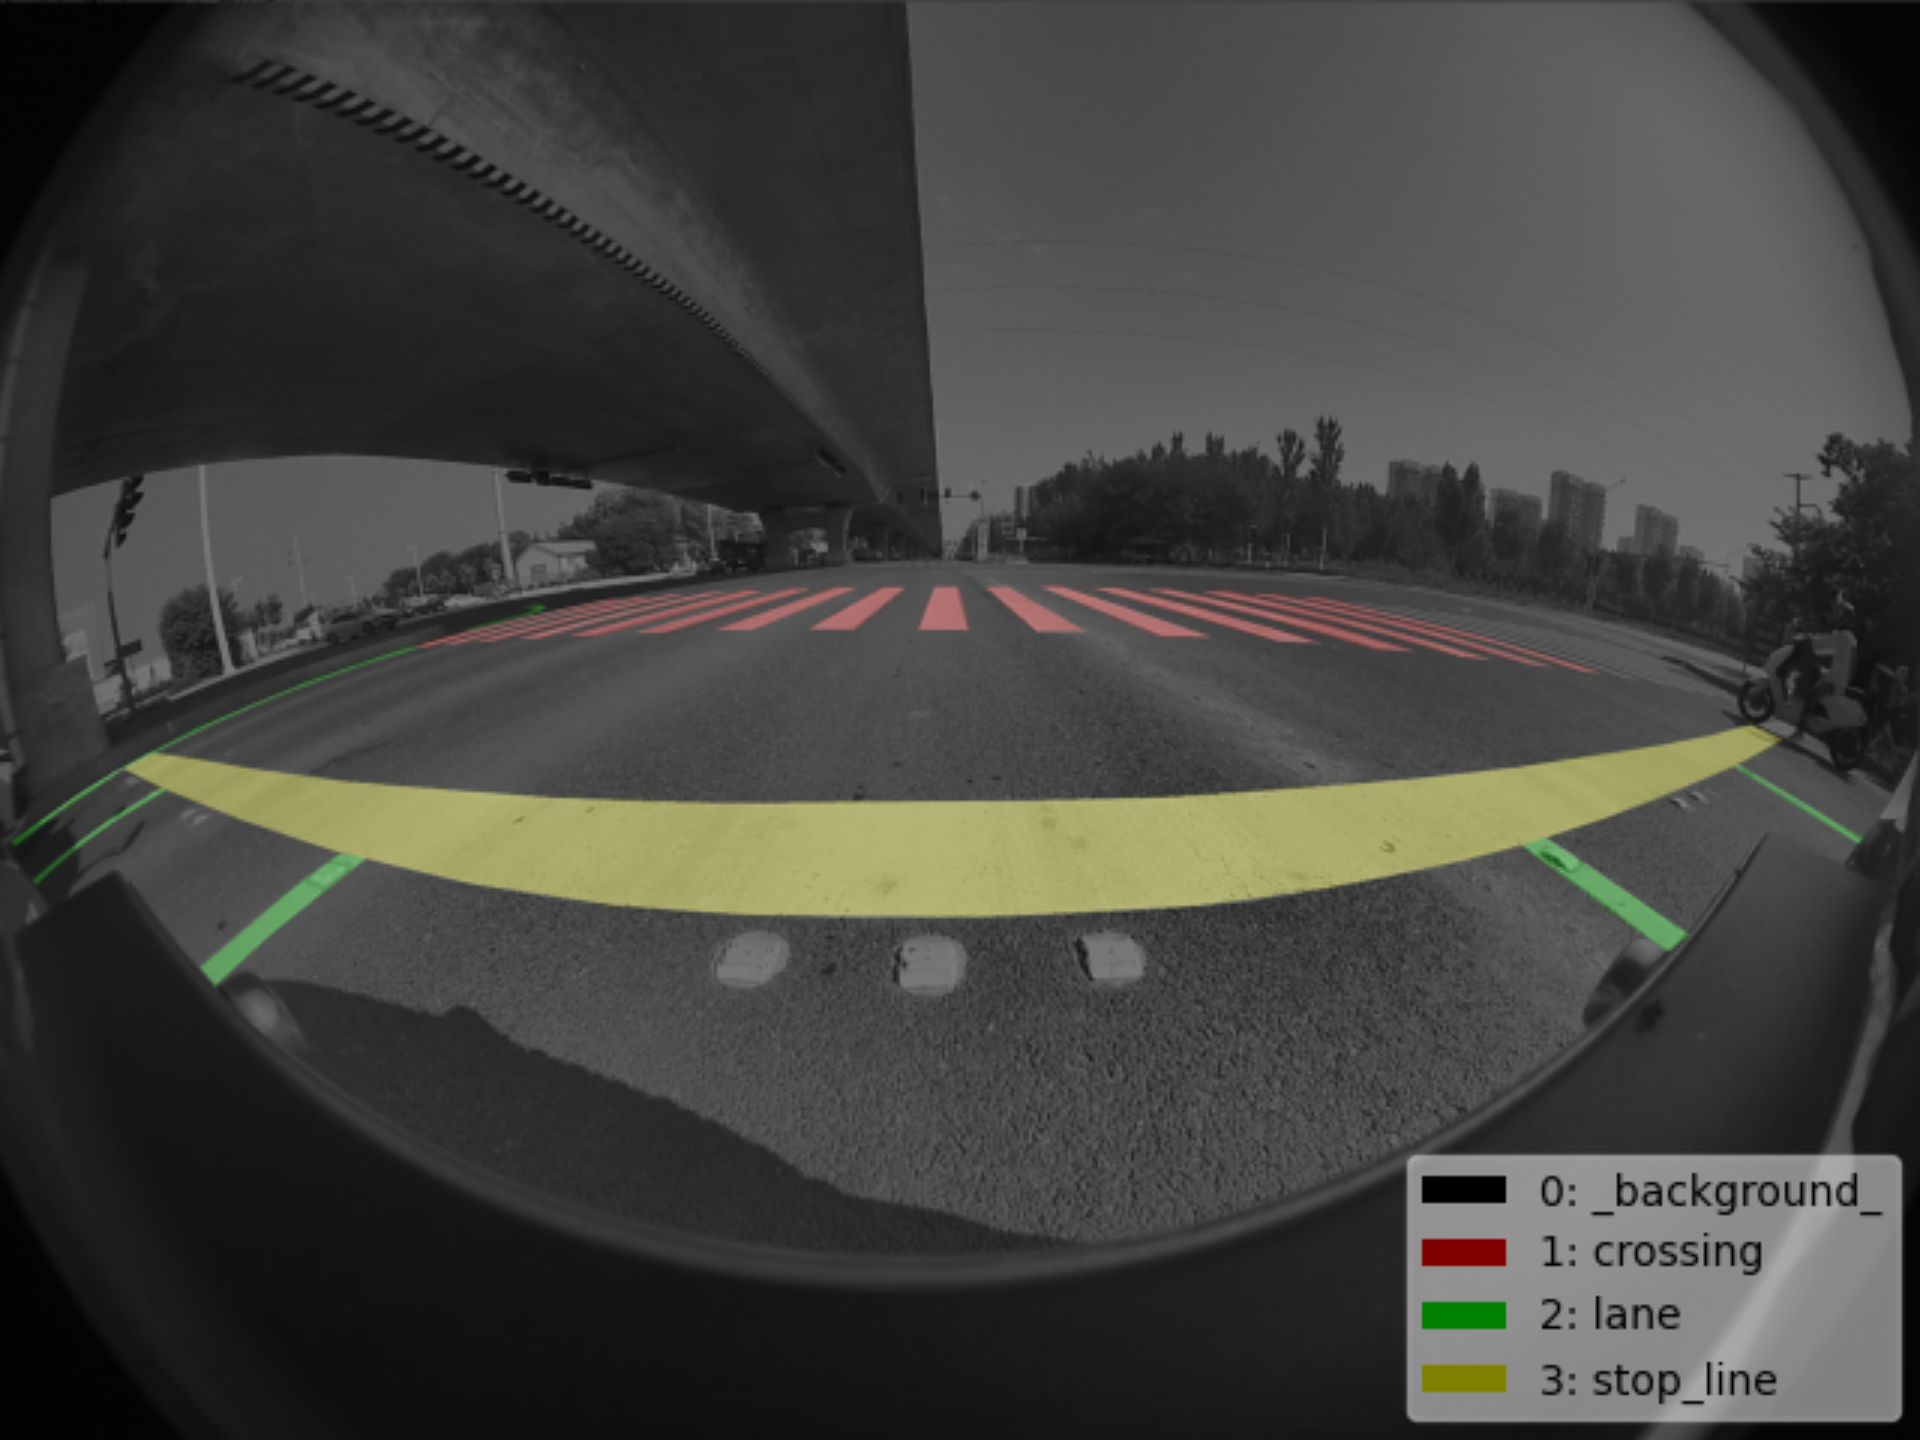 0: _background_
1: crossing
2: lane
3: stop_line